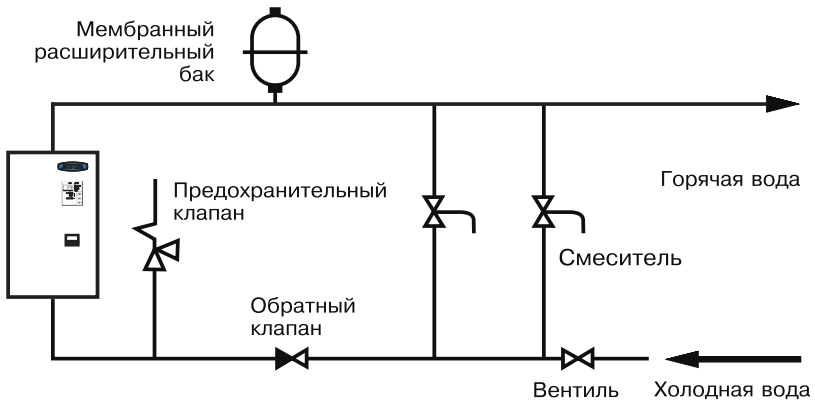 Мембранный
расширительный
бак
Предохранительный
клапан
Горячая вода
Смеситель
Обратный
клапан
Вентиль
Холодная вода